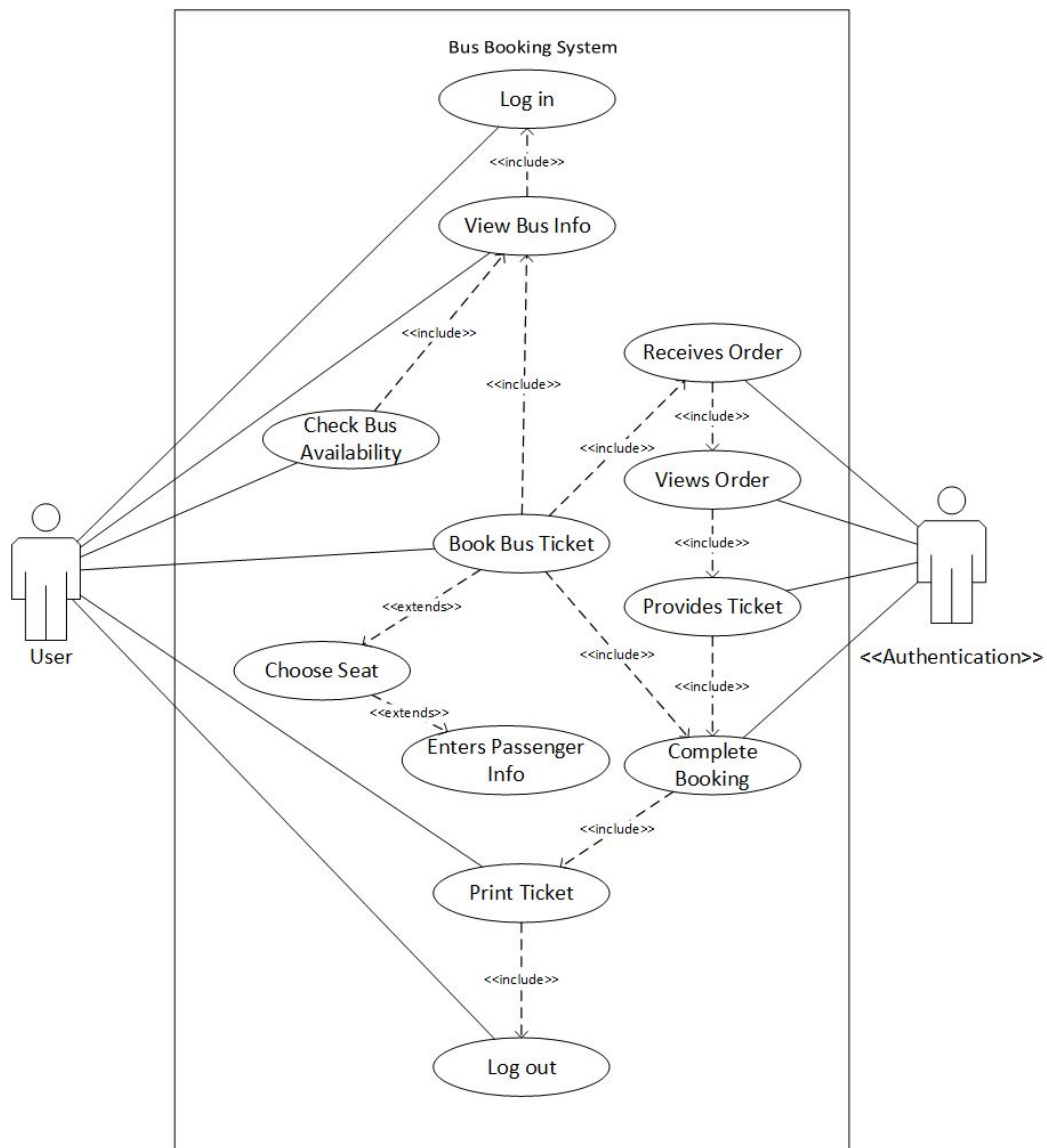 Bus Booking System
Log in
<<include>>
View Bus Info
<<include>>
Receives Order
<<include>>
<<include>>
Check Bus
Availability
<<include>>
Views Order
Book Bus Ticket
<<include>>
Provides Ticket
<<extends>>
User
<<include>>
<<Authentication>>
Choose Seat
<<include>>
<<extends>>
Enters Passenger
Info
Complete
Booking
<<include>>
Print Ticket
<<include>>
Log out